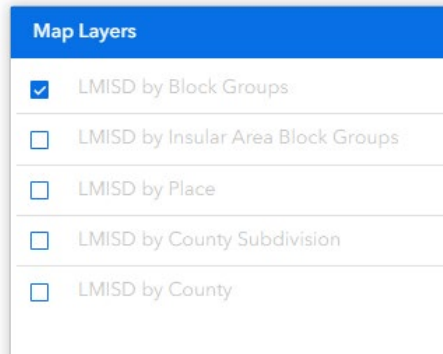 Map Layers
LMISD by Block Groups
LMISD by Insular Area Block Groups
LMISD by Place
LMISD by County Subdivision
LMISD by County